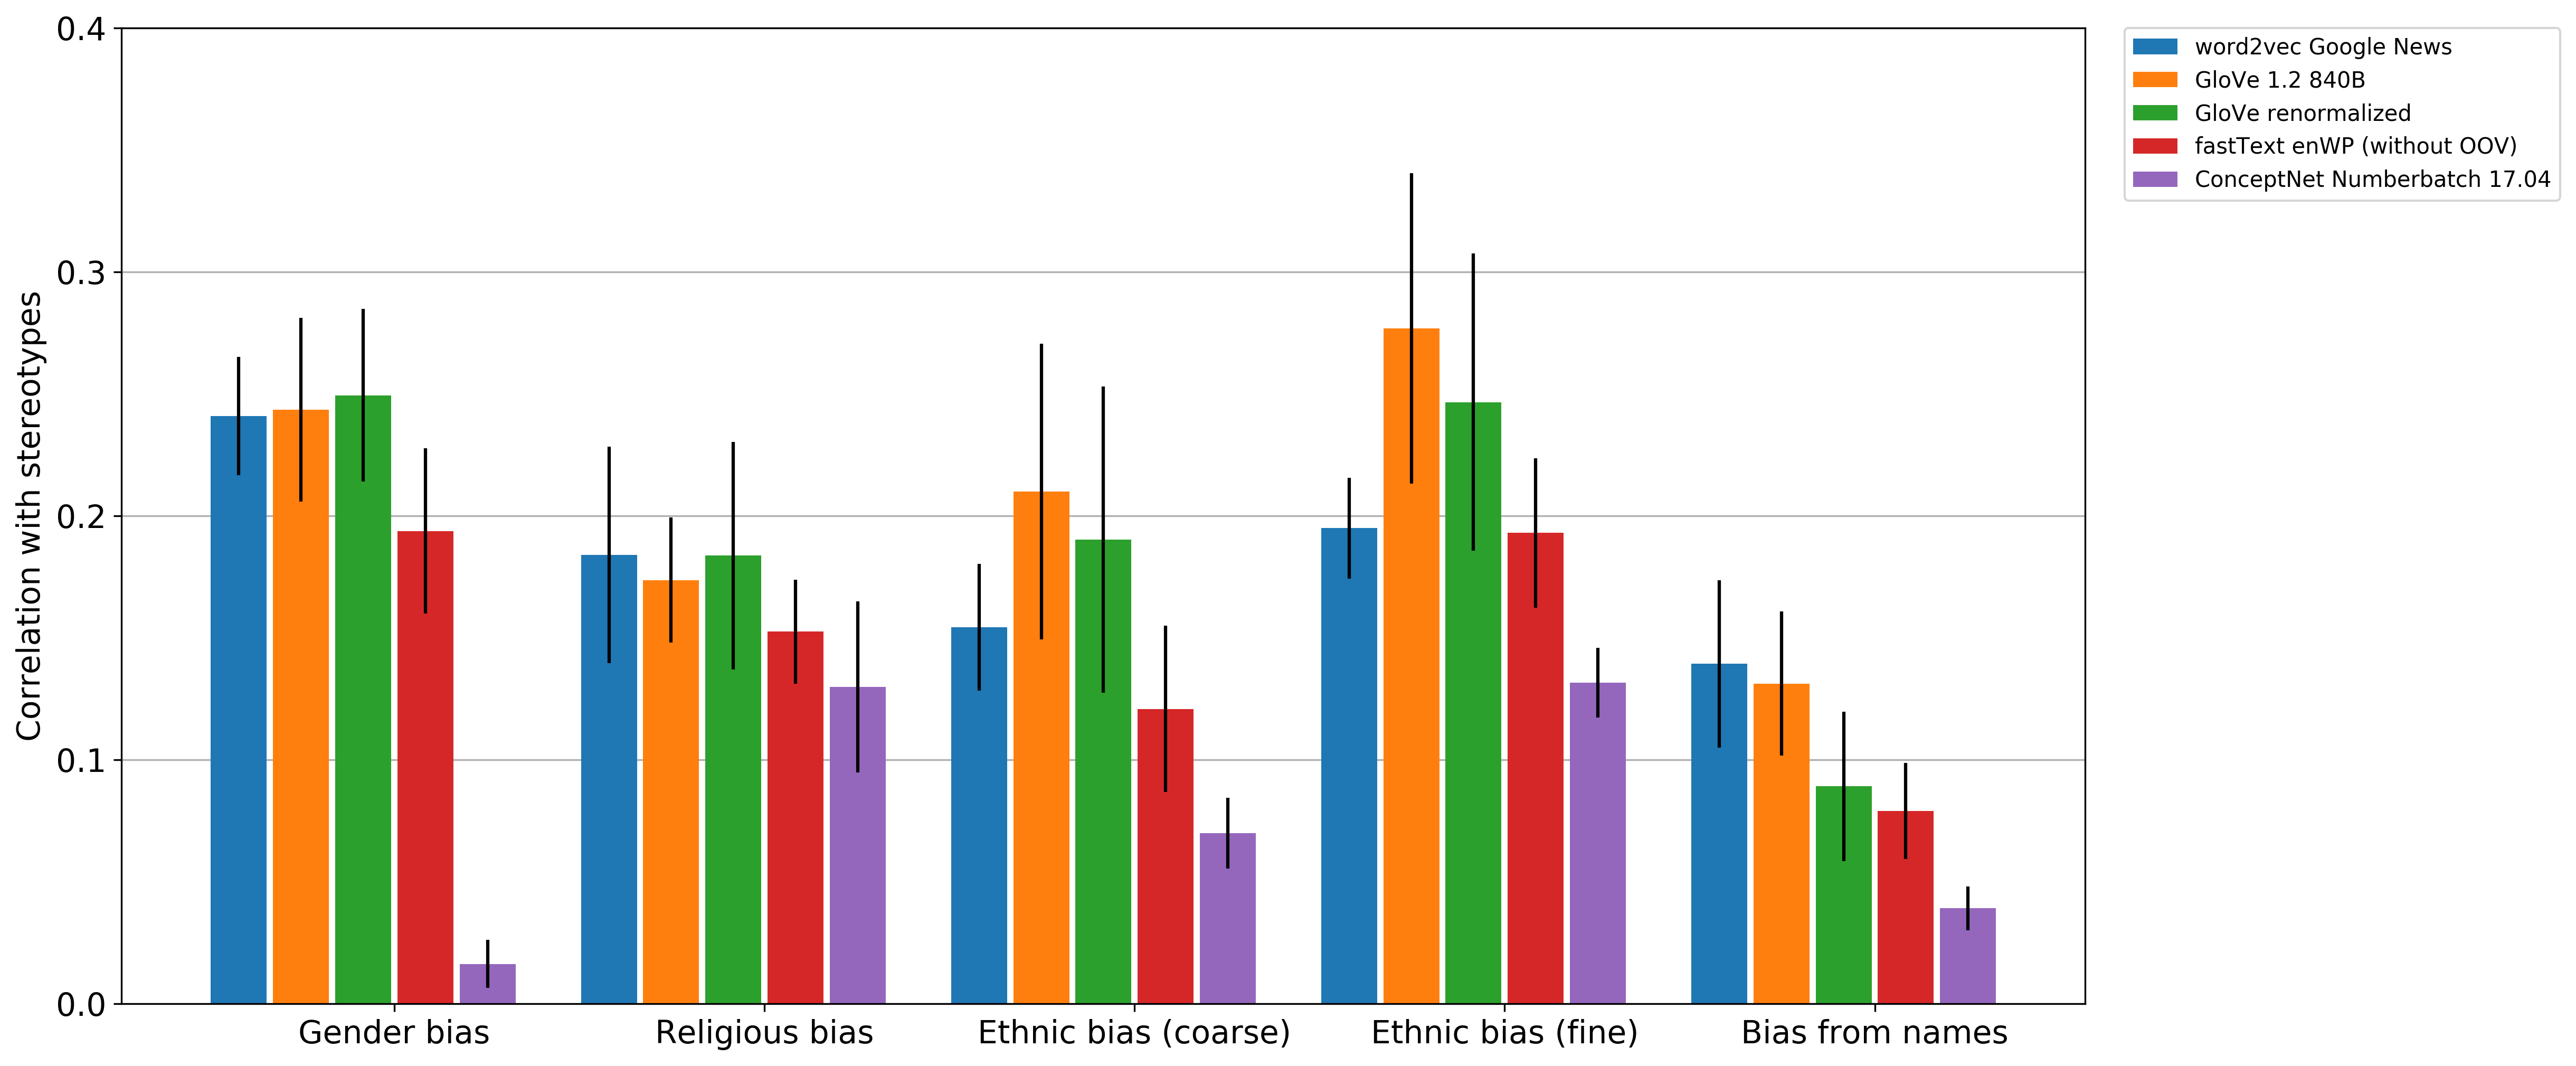 0.4
0.3
0.2
0.1
0.0
Correlation with stereotypes
Gender bias
Religious bias
Ethnic bias (coarse)
Ethnic bias (fine)
Bias from names
word2vec Google News
GloVe 1.2 840B
GloVe renormalized
fastText enWP (without OOV)
ConceptNet Numberbatch 17.04